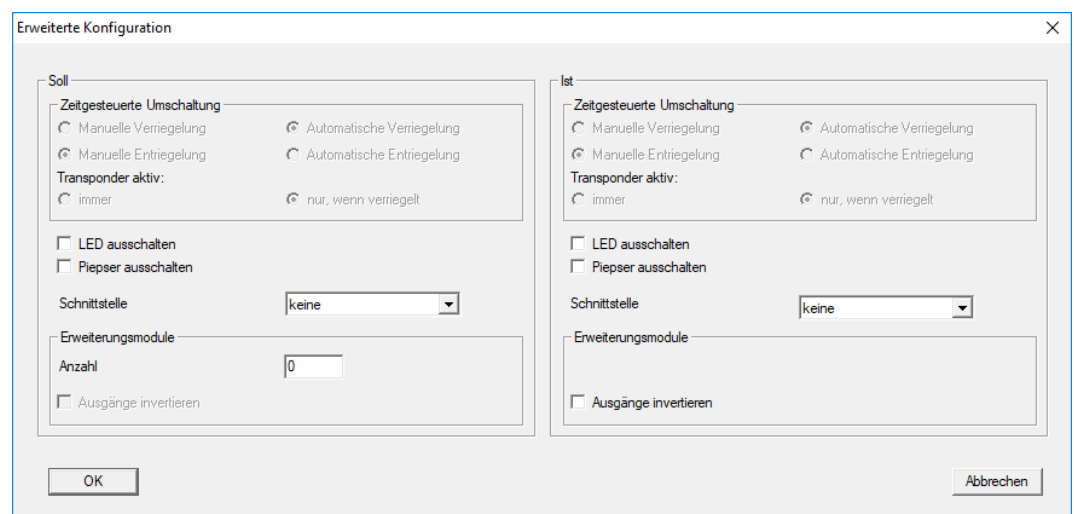 Erweiterte Konfiguration
Soll
Zeitgesteuerte Umschaltung
Manuelle Verriegelung Automatische Verriegelung
Manuelle Entriegelung Automatische Entriegelung
Transponder aktiv:
immer nur, wenn verriegelt
LED ausschalten
Piepser ausschalten
Schnittstelle keine
Erweiterungsmodule
Anzahl 0
Ausgänge invertieren
Ist
Zeitgesteuerte Umschaltung
Manuelle Verriegelung Automatische Verriegelung
Manuelle Entriegelung Automatische Entriegelung
Transponder aktiv:
immer nur, wenn verriegelt
LED ausschalten
Piepser ausschalten
Schnittstelle keine
Erweiterungsmodule
Ausgänge invertieren
OK Abbrechen